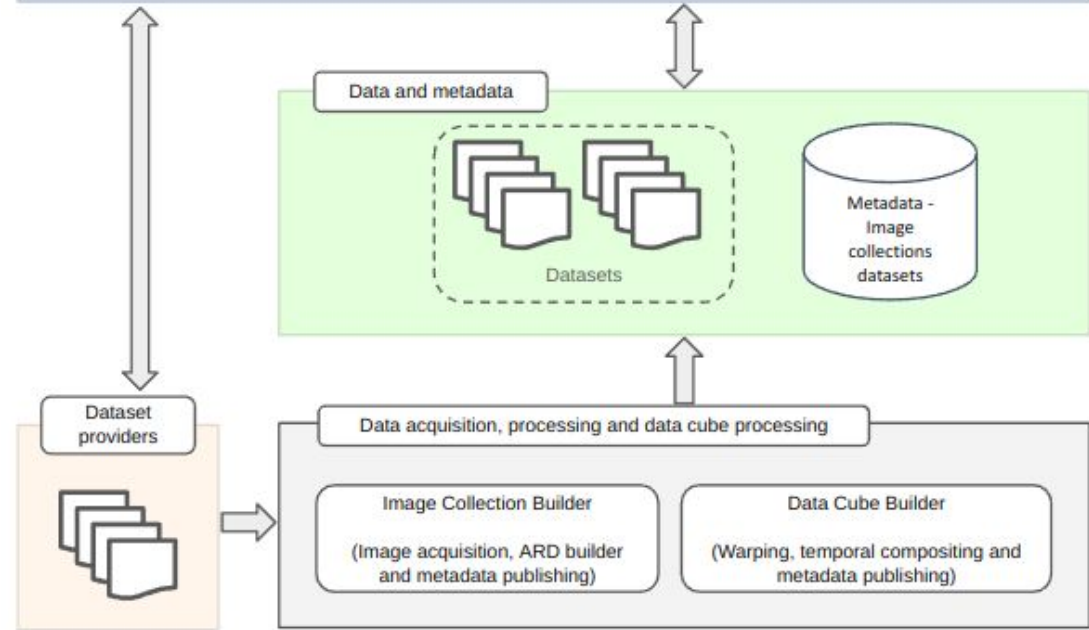 Data and metadata
Datasets
Metadata -
Image
collections
datasets
Dataset
providers
Data acquisition, processing and data cube processing
Image Collection Builder
(Image acquisition, ARD builder
and metadata publishing)
Data Cube Builder
(Warping, temporal compositing and
metadata publishing)